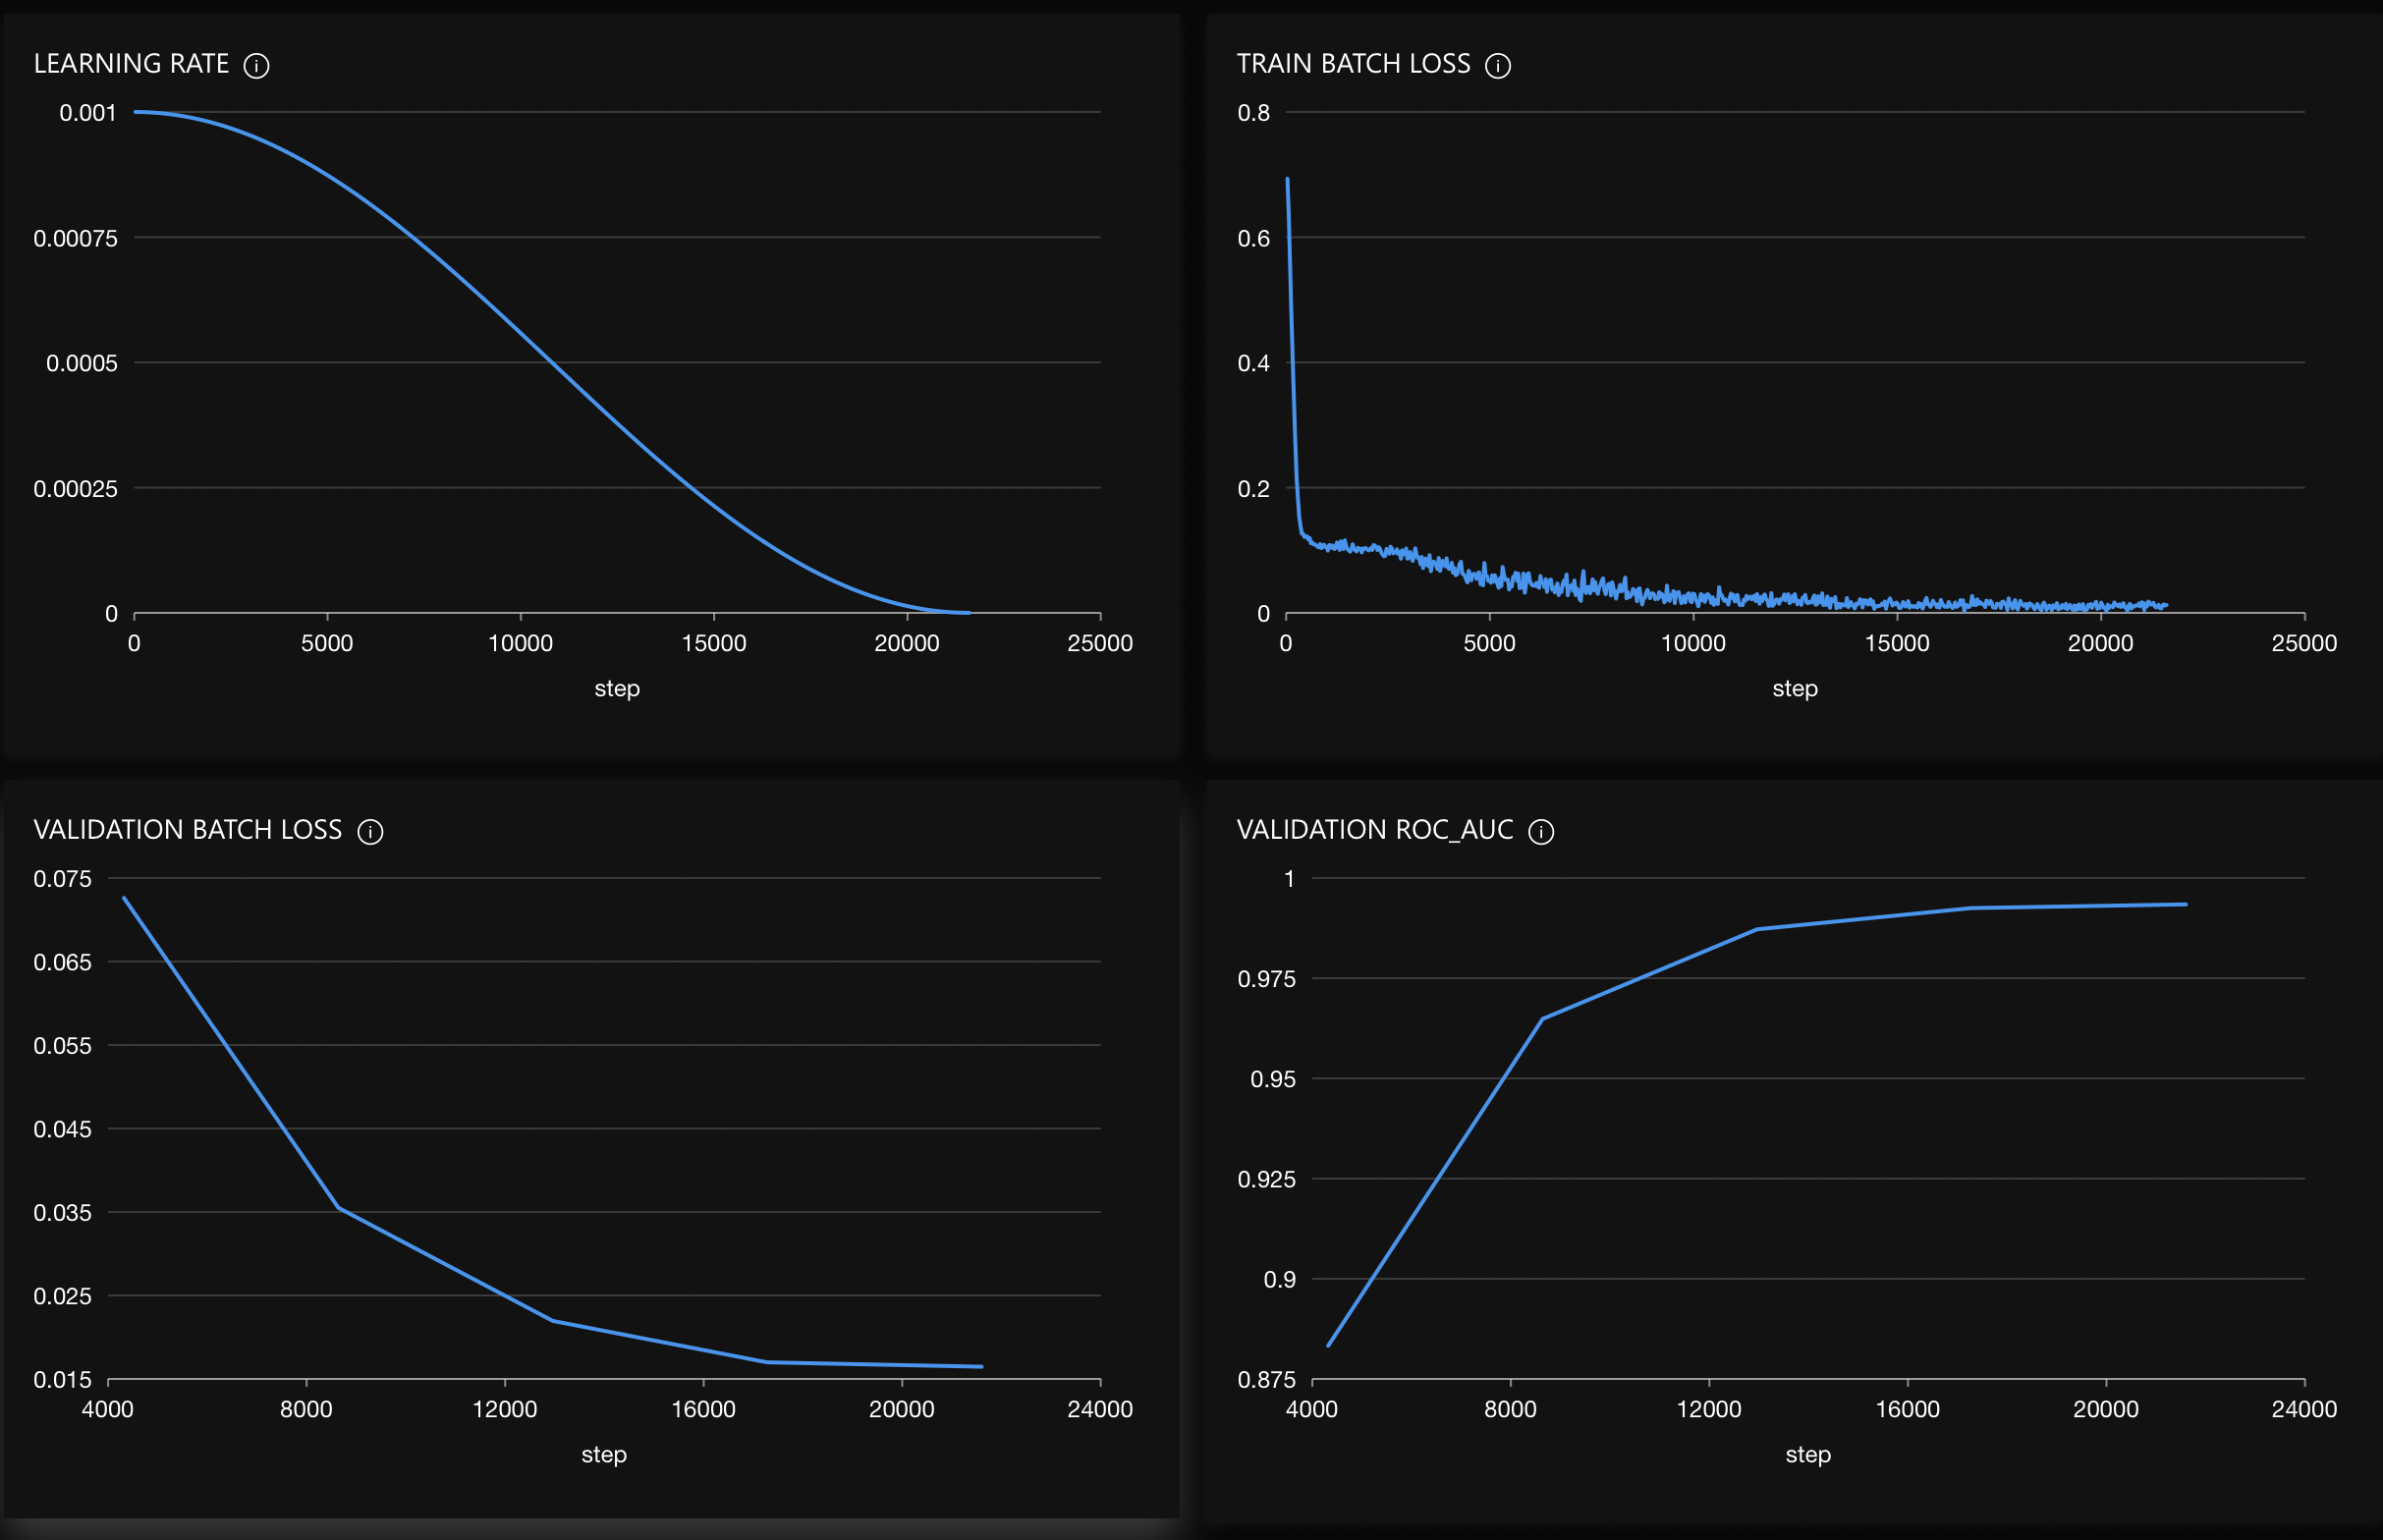 LEARNING RATE
0.001
0.00075
0.0005
0.00025
0
0 5000 10000 15000 20000 25000
step
TRAIN BATCH LOSS
0.8
0.6
0.4
0.2
0
0 5000 10000 15000 20000 25000
step
VALIDATION BATCH LOSS
0.075
0.065
0.055
0.045
0.035
0.025
0.015
4000 8000 12000 16000 20000 24000
step
VALIDATION ROC_AUC
1
0.975
0.95
0.925
0.9
0.875
4000 8000 12000 16000 20000 24000
step